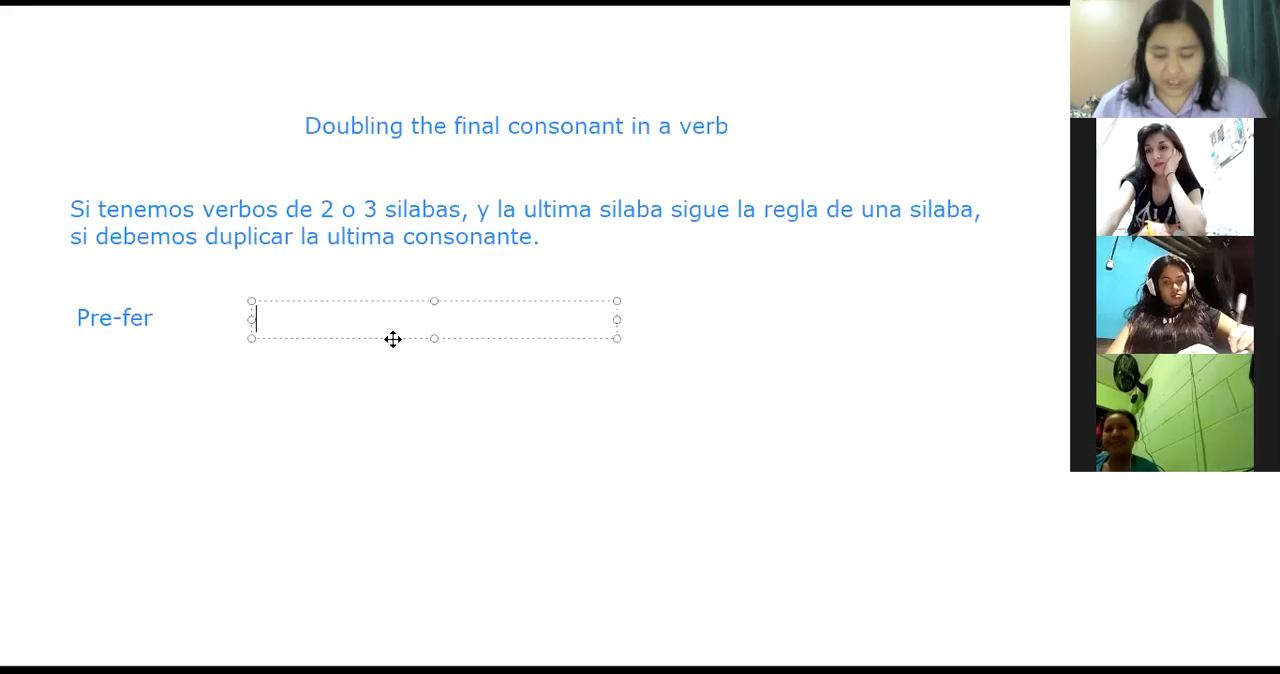 Doubling the final consonant in a verb
Si tenemos verbos de 2 o 3 silabas, y la ultima silaba sigue la regla de una silaba,
si debemos duplicar la ultima consonante.
Pre-fer